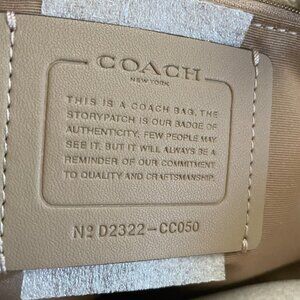 COACH
NEW YORK
THIS IS A COACH BAG, THE
STORYPATCH IS OUR BADGE OF
AUTHENTICITY. FEW PEOPLE MAY
SEE IT. BUT IT WILL ALWAYS BE A
REMINDER OF OUR COMMITMENT
TO QUALITY AND CRAFTSMANSHIP.
Nº D2322-CC050